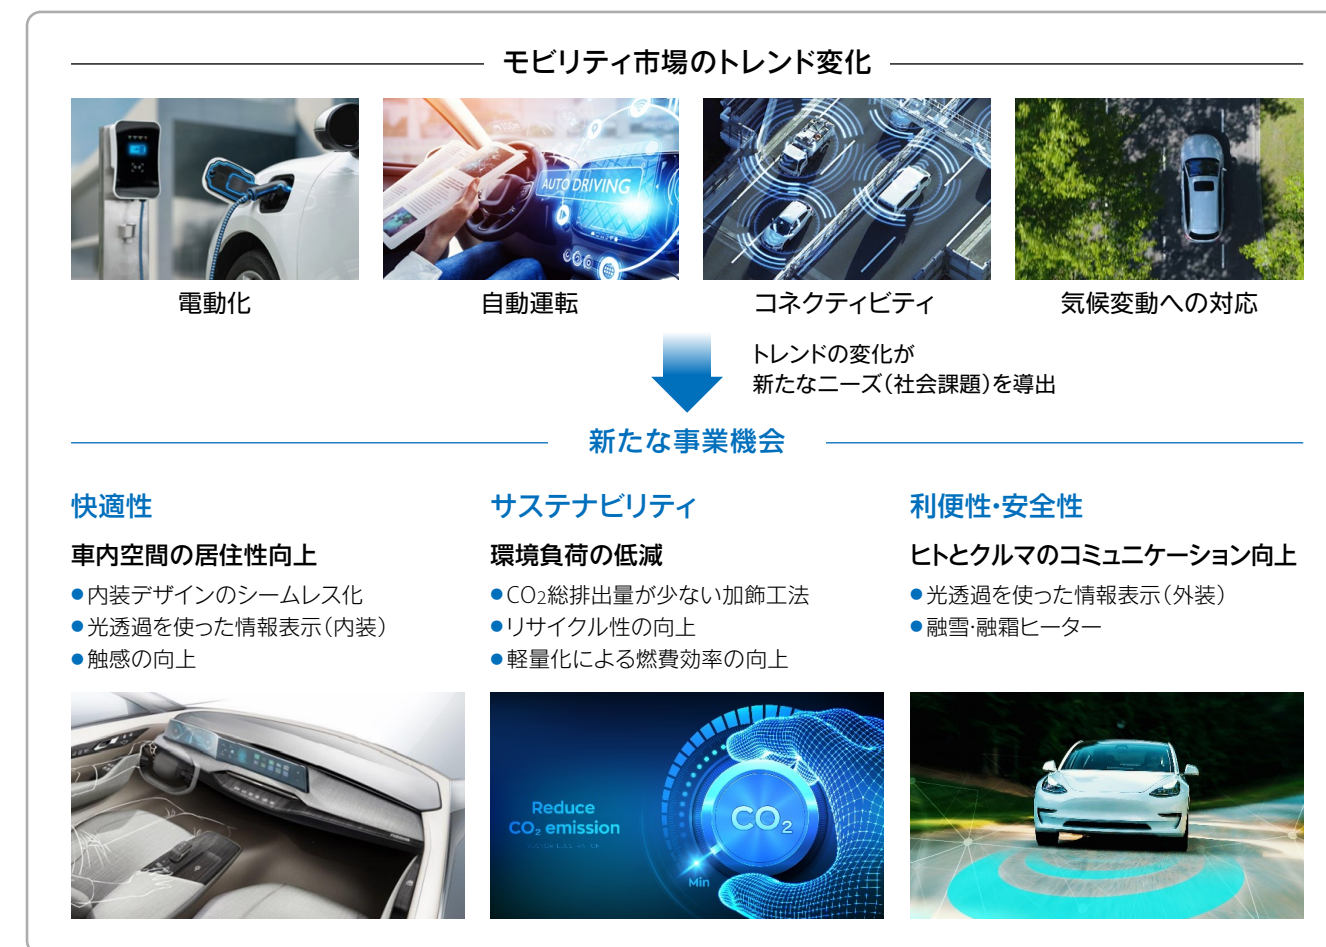 モビリティ市場のトレンド変化
AUTO DRIVING
電動化
自動運転
コネクティビティ
気候変動への対応
トレンドの変化が
新たなニーズ（社会課題）を導出
新たな事業機会
快適性
車内空間の居住性向上
●内装デザインのシームレス化
●光透過を使った情報表示（内装）
●触感の向上
サステナビリティ
環境負荷の低減
●CO2総排出量が少ない加飾工法
●リサイクル性の向上
●軽量化による燃費効率の向上
利便性・安全性
ヒトとクルマのコミュニケーション向上
●光透過を使った情報表示（外装）
●融雪・融霜ヒーター
Reduce
CO₂ emission
CO₂
Min